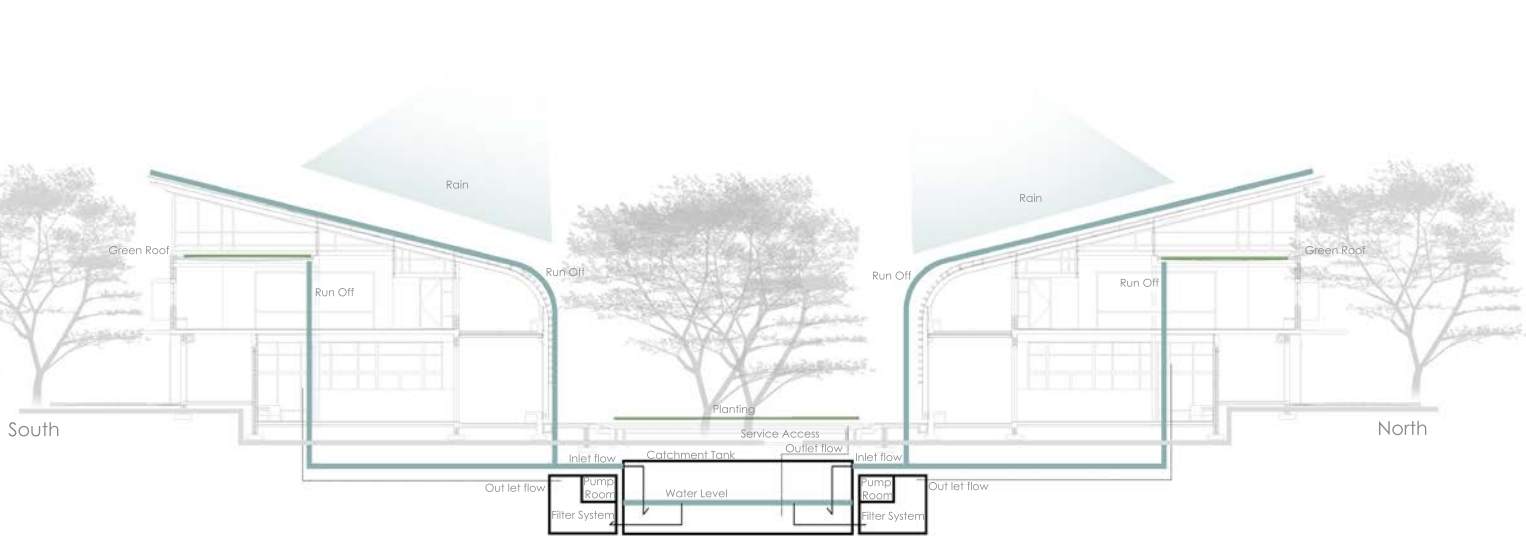 Rain
Rain
Green Roof
Run Off
Run Off
Run Off
Run Off
Green Roof
Planting
South
Service Access
North
Outlet flow
Inlet flow
Catchment Tank
Inlet flow
Out let flow
Pump
Room
Water Level
Pump
Room
Out let flow
Filter System
Filter System